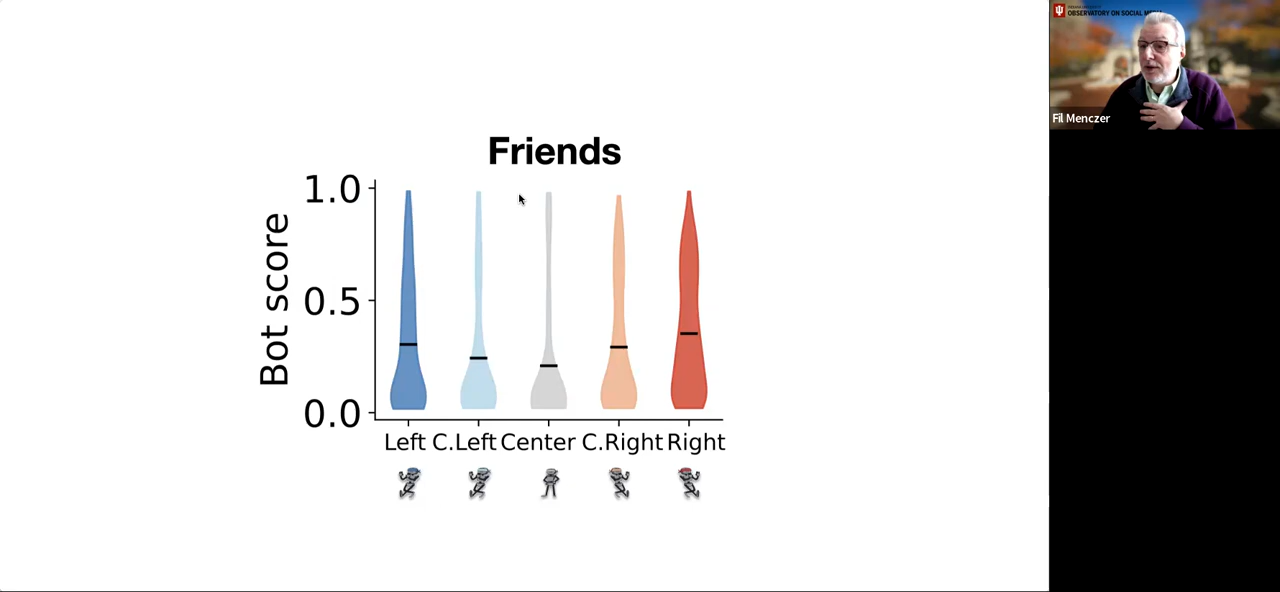 Friends
Bot score
1.0
0.5
0.0
Left C.Left Center C.Right Right
OBSERVATORY ON SOCIAL
Fil Menczer